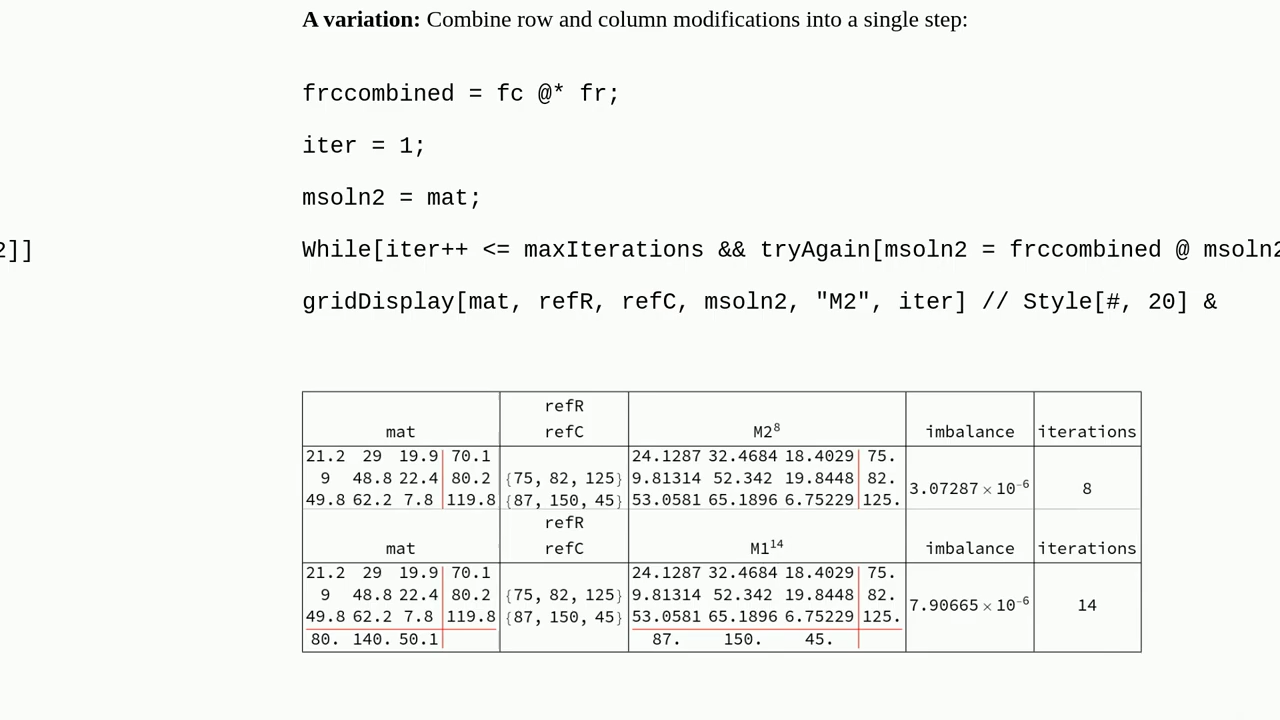 A variation: Combine row and column modifications into a single step:
frccombined = fc @* fr;
iter = 1;
msoln2 = mat;
2]]
While[iter++ <= maxIterations && tryAgain[msoln2 = frccombined @ msoln2
gridDisplay[mat, refR, refC, msoln2, "M2", iter] // Style[#, 20] &
refR
mat refC M2⁸ imbalance iterations
21.2 29 19.9 70.1 24.1287 32.4684 18.4029 75.
9 48.8 22.4 80.2 {75, 82, 125} 9.81314 52.342 19.8448 82. 3.07287×10⁻⁶ 8
49.8 62.2 7.8 119.8 {87, 150, 45} 53.0581 65.1896 6.75229 125.
refR
mat refC M1¹⁴ imbalance iterations
21.2 29 19.9 70.1 24.1287 32.4684 18.4029 75.
9 48.8 22.4 80.2 {75, 82, 125} 9.81314 52.342 19.8448 82. 7.90665×10⁻⁶ 14
49.8 62.2 7.8 119.8 {87, 150, 45} 53.0581 65.1896 6.75229 125.
80. 140. 50.1 87. 150. 45.